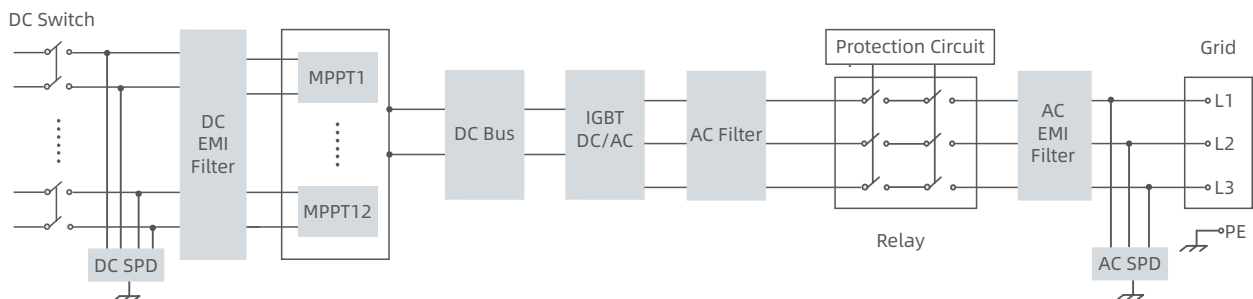 DC Switch
DC
EMI
Filter
DC SPD
MPPT1
MPPT12
DC Bus
IGBT
DC/AC
AC Filter
Protection Circuit
Relay
AC
EMI
Filter
AC SPD
Grid
L1
L2
L3
PE